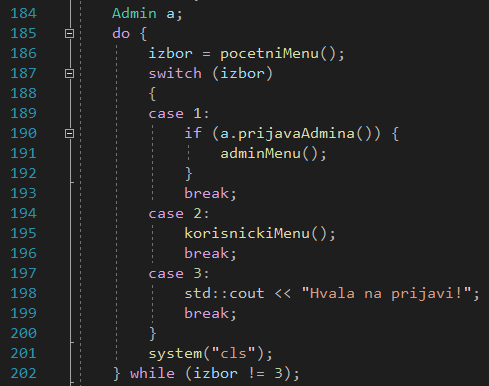 184 Admin a;
185 do {
186 izbor = pocetniMenu();
187 switch (izbor)
188 {
189 case 1:
190 if (a.prijavaAdmina()) {
191 adminMenu();
192 }
193 break;
194 case 2:
195 korisnickiMenu();
196 break;
197 case 3:
198 std::cout << "Hvala na prijavi!";
199 break;
200 }
201 system("cls");
202 } while (izbor != 3);